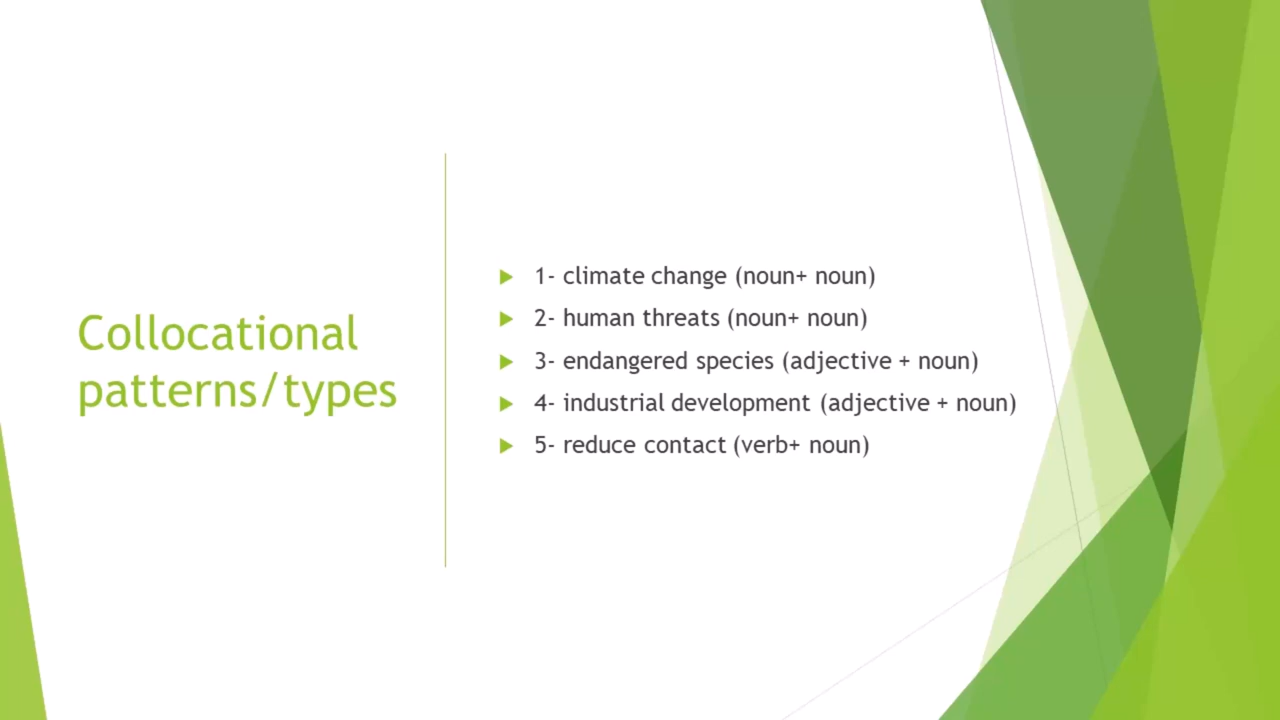 Collocational
patterns/types
1- climate change (noun+ noun)
2- human threats (noun+ noun)
3- endangered species (adjective + noun)
4- industrial development (adjective + noun)
5- reduce contact (verb+ noun)